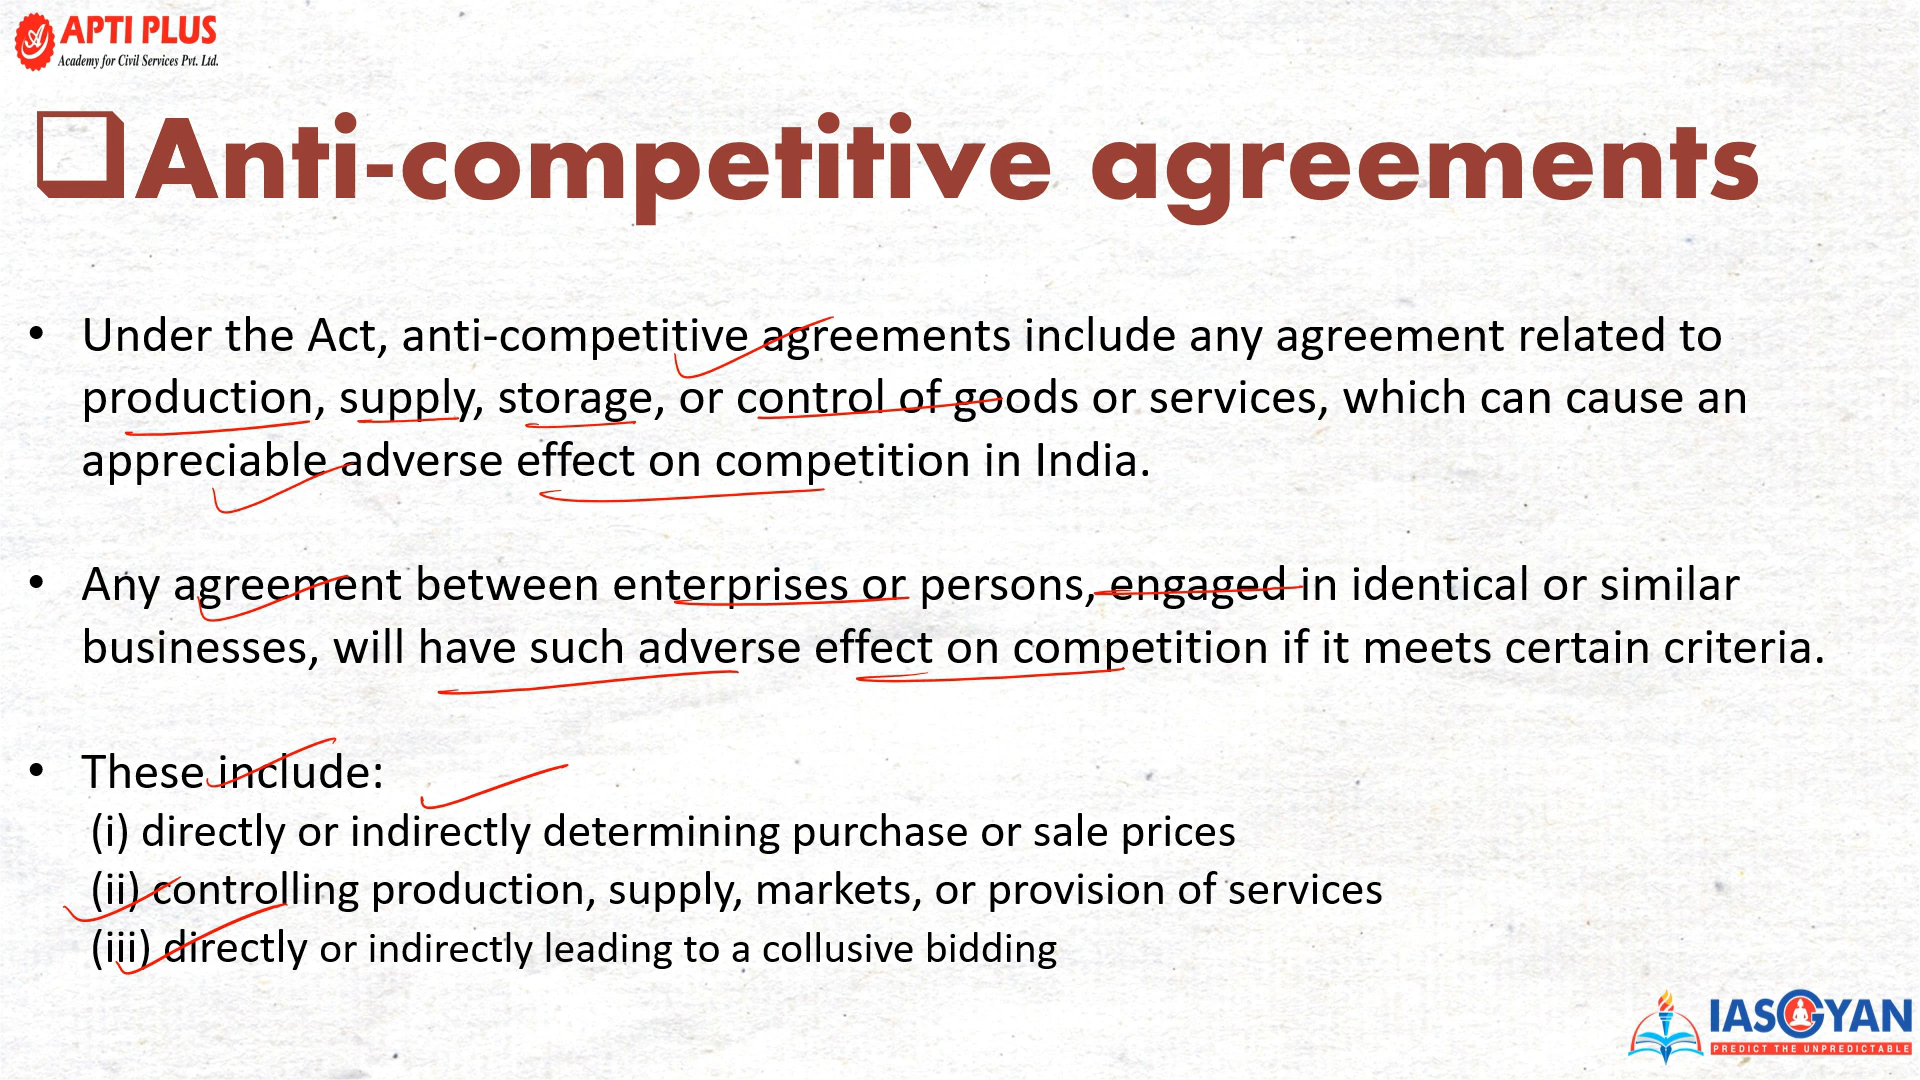 APTI PLUS
Academy for Civil Services Pvt. Ltd.
Anti-competitive agreements
• Under the Act, anti-competitive agreements include any agreement related to
production, supply, storage, or control of goods or services, which can cause an
appreciable adverse effect on competition in India.
• Any agreement between enterprises or persons, engaged in identical or similar
businesses, will have such adverse effect on competition if it meets certain criteria.
• These include:
(i) directly or indirectly determining purchase or sale prices
(ii) controlling production, supply, markets, or provision of services
(iii) directly or indirectly leading to a collusive bidding
IASGYAN
PREDICT THE UNPREDICTABLE